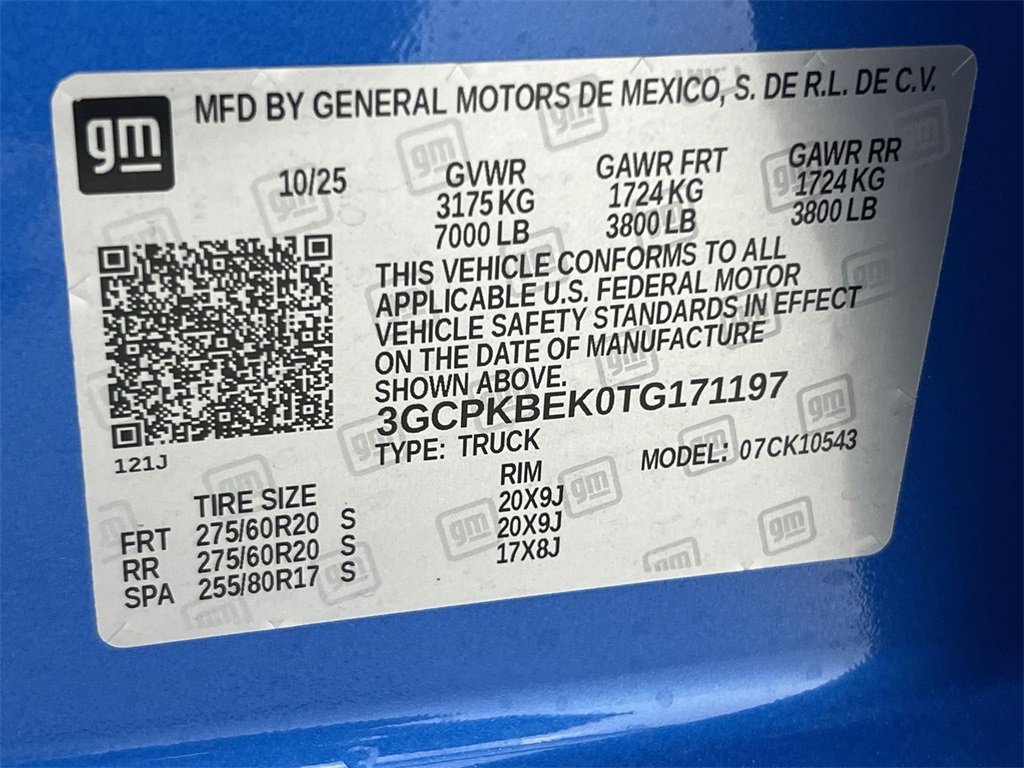 gm
MFD BY GENERAL MOTORS DE MEXICO, S. DE R.L. DE C.V.
10/25
GVWR
3175 KG
7000 LB
GAWR FRT
1724 KG
3800 LB
GAWR RR
1724 KG
3800 LB
THIS VEHICLE CONFORMS TO ALL
APPLICABLE U.S. FEDERAL MOTOR
VEHICLE SAFETY STANDARDS IN EFFECT
ON THE DATE OF MANUFACTURE
SHOWN ABOVE.
3GCPKBEK0TG171197
TYPE: TRUCK
MODEL: 07CK10543
121J
TIRE SIZE
RIM
FRT 275/60R20 S 20X9J
RR 275/60R20 S 20X9J
SPA 255/80R17 S 17X8J